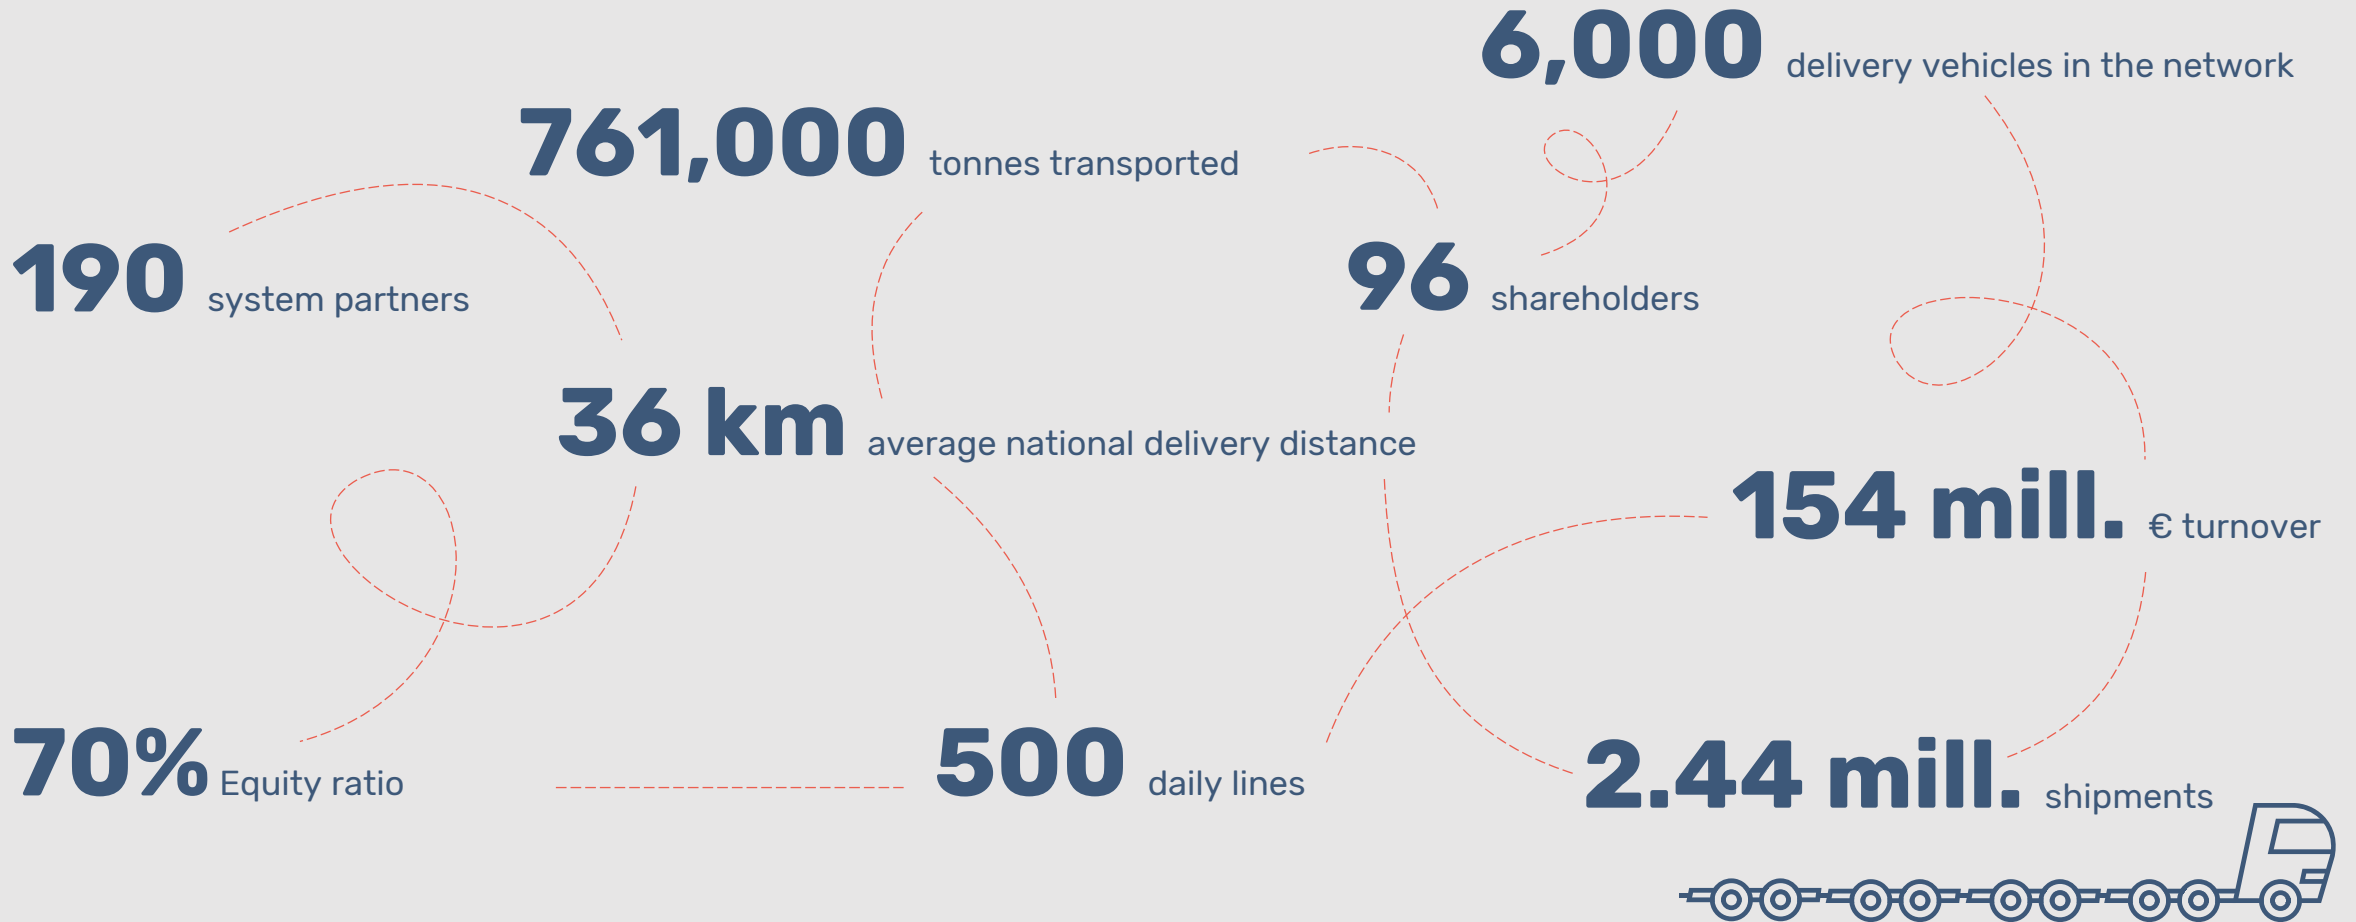 6,000 delivery vehicles in the network
761,000 tonnes transported
190 system partners
96 shareholders
36 km average national delivery distance
154 mill. € turnover
70% Equity ratio
500 daily lines
2.44 mill. shipments